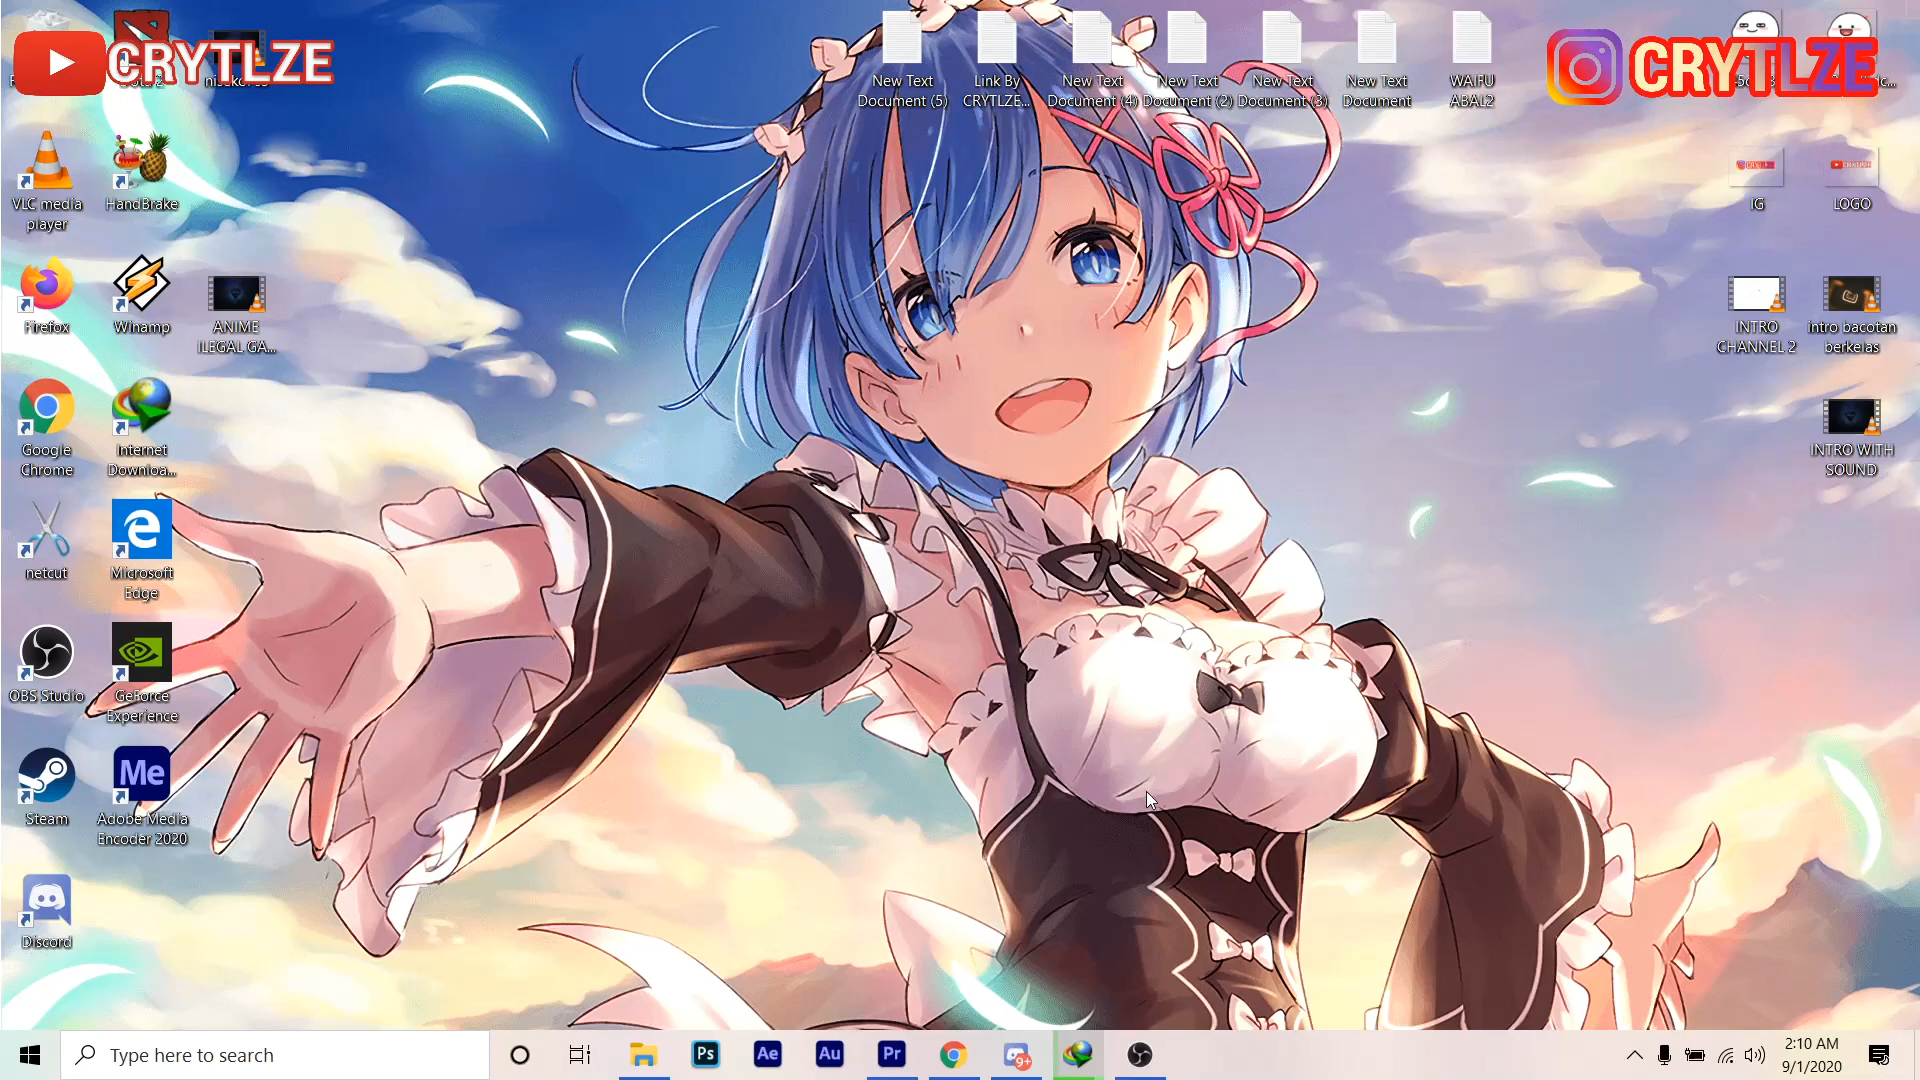 CRYTLZE
New Text
Document (5)
Link By
CRYTLZE...
New Text
Document (4)
New Text
Document (2)
New Text
Document (3)
New Text
Document
WAIFU
ABAL2
CRYTLZE
VLC media
player
HandBrake
IG
LOGO
Firefox
Winamp
ANIME
ILEGAL GA...
INTRO
CHANNEL 2
intro bacotan
berkelas
Google
Chrome
Internet
Downloa...
INTRO WITH
SOUND
netcut
Microsoft
Edge
OBS Studio
GeForce
Experience
Me
Steam
Adobe Media
Encoder 2020
Discord
Type here to search
Ps
Ae
Au
Pr
9+
2:10 AM
9/1/2020